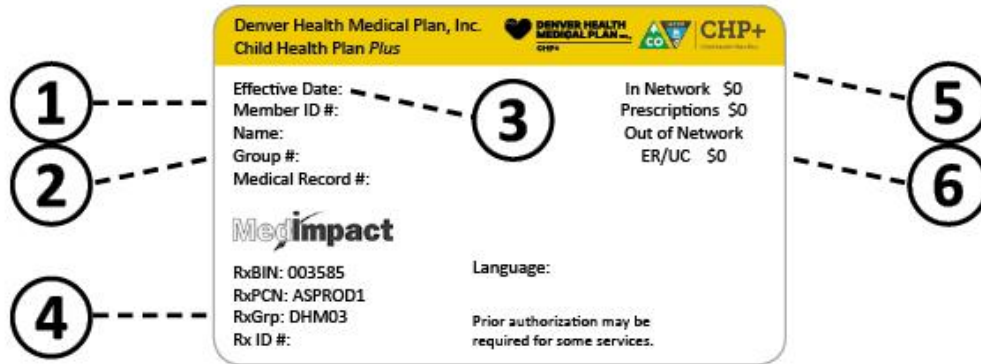 Denver Health Medical Plan, Inc.
Child Health Plan Plus
DENVER HEALTH
MEDICAL PLAN INC.
CHP+
CO
CHP+
1
2
3
4
5
6
Effective Date:
Member ID #:
Name:
Group #:
Medical Record #:
In Network $0
Prescriptions $0
Out of Network
ER/UC $0
MedImpact
RxBIN: 003585
RxPCN: ASPROD1
RxGrp: DHM03
Rx ID #:
Language:
Prior authorization may be
required for some services.